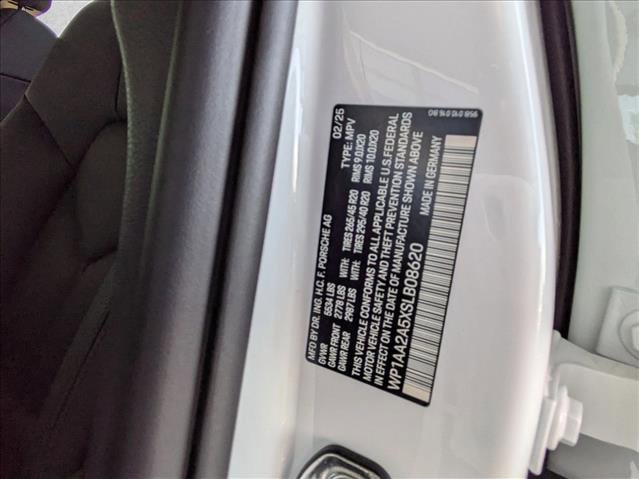 MFD BY DR. ING. H.C. F. PORSCHE AG 02/25
GVWR 5534 LBS TYPE: MPV
GAWR FRONT 2778 LBS WITH: TIRES 265/45 R20 RIMS 9.0JX20
GAWR REAR 2987 LBS WITH: TIRES 295/40 R20 RIMS 10.0JX20
THIS VEHICLE CONFORMS TO ALL APPLICABLE U.S. FEDERAL
MOTOR VEHICLE SAFETY AND THEFT PREVENTION STANDARDS
IN EFFECT ON THE DATE OF MANUFACTURE SHOWN ABOVE
WP1AA2A5XSLB08620 MADE IN GERMANY